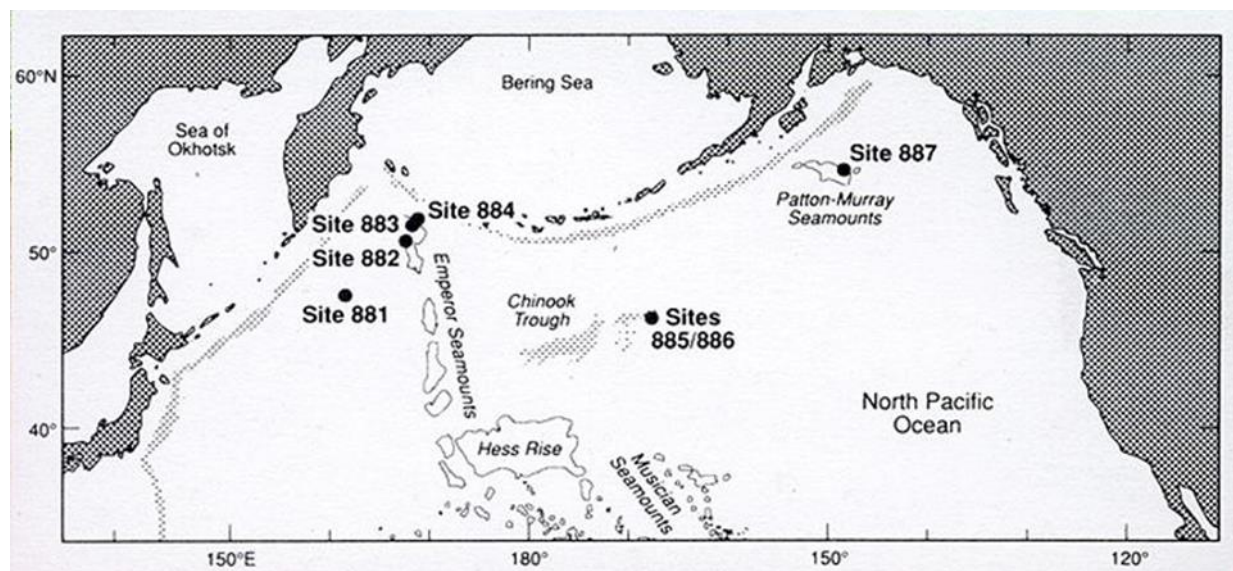 60°N
Bering Sea
Sea of
Okhotsk
Site 887
Patton-Murray
Seamounts
Site 884
Site 883
50°
Site 882
Emperor Seamounts
Site 881
Chinook
Trough
Sites
885/886
North Pacific
Ocean
40°
Hess Rise
Musician
Seamounts
150°E
180°
150°
120°